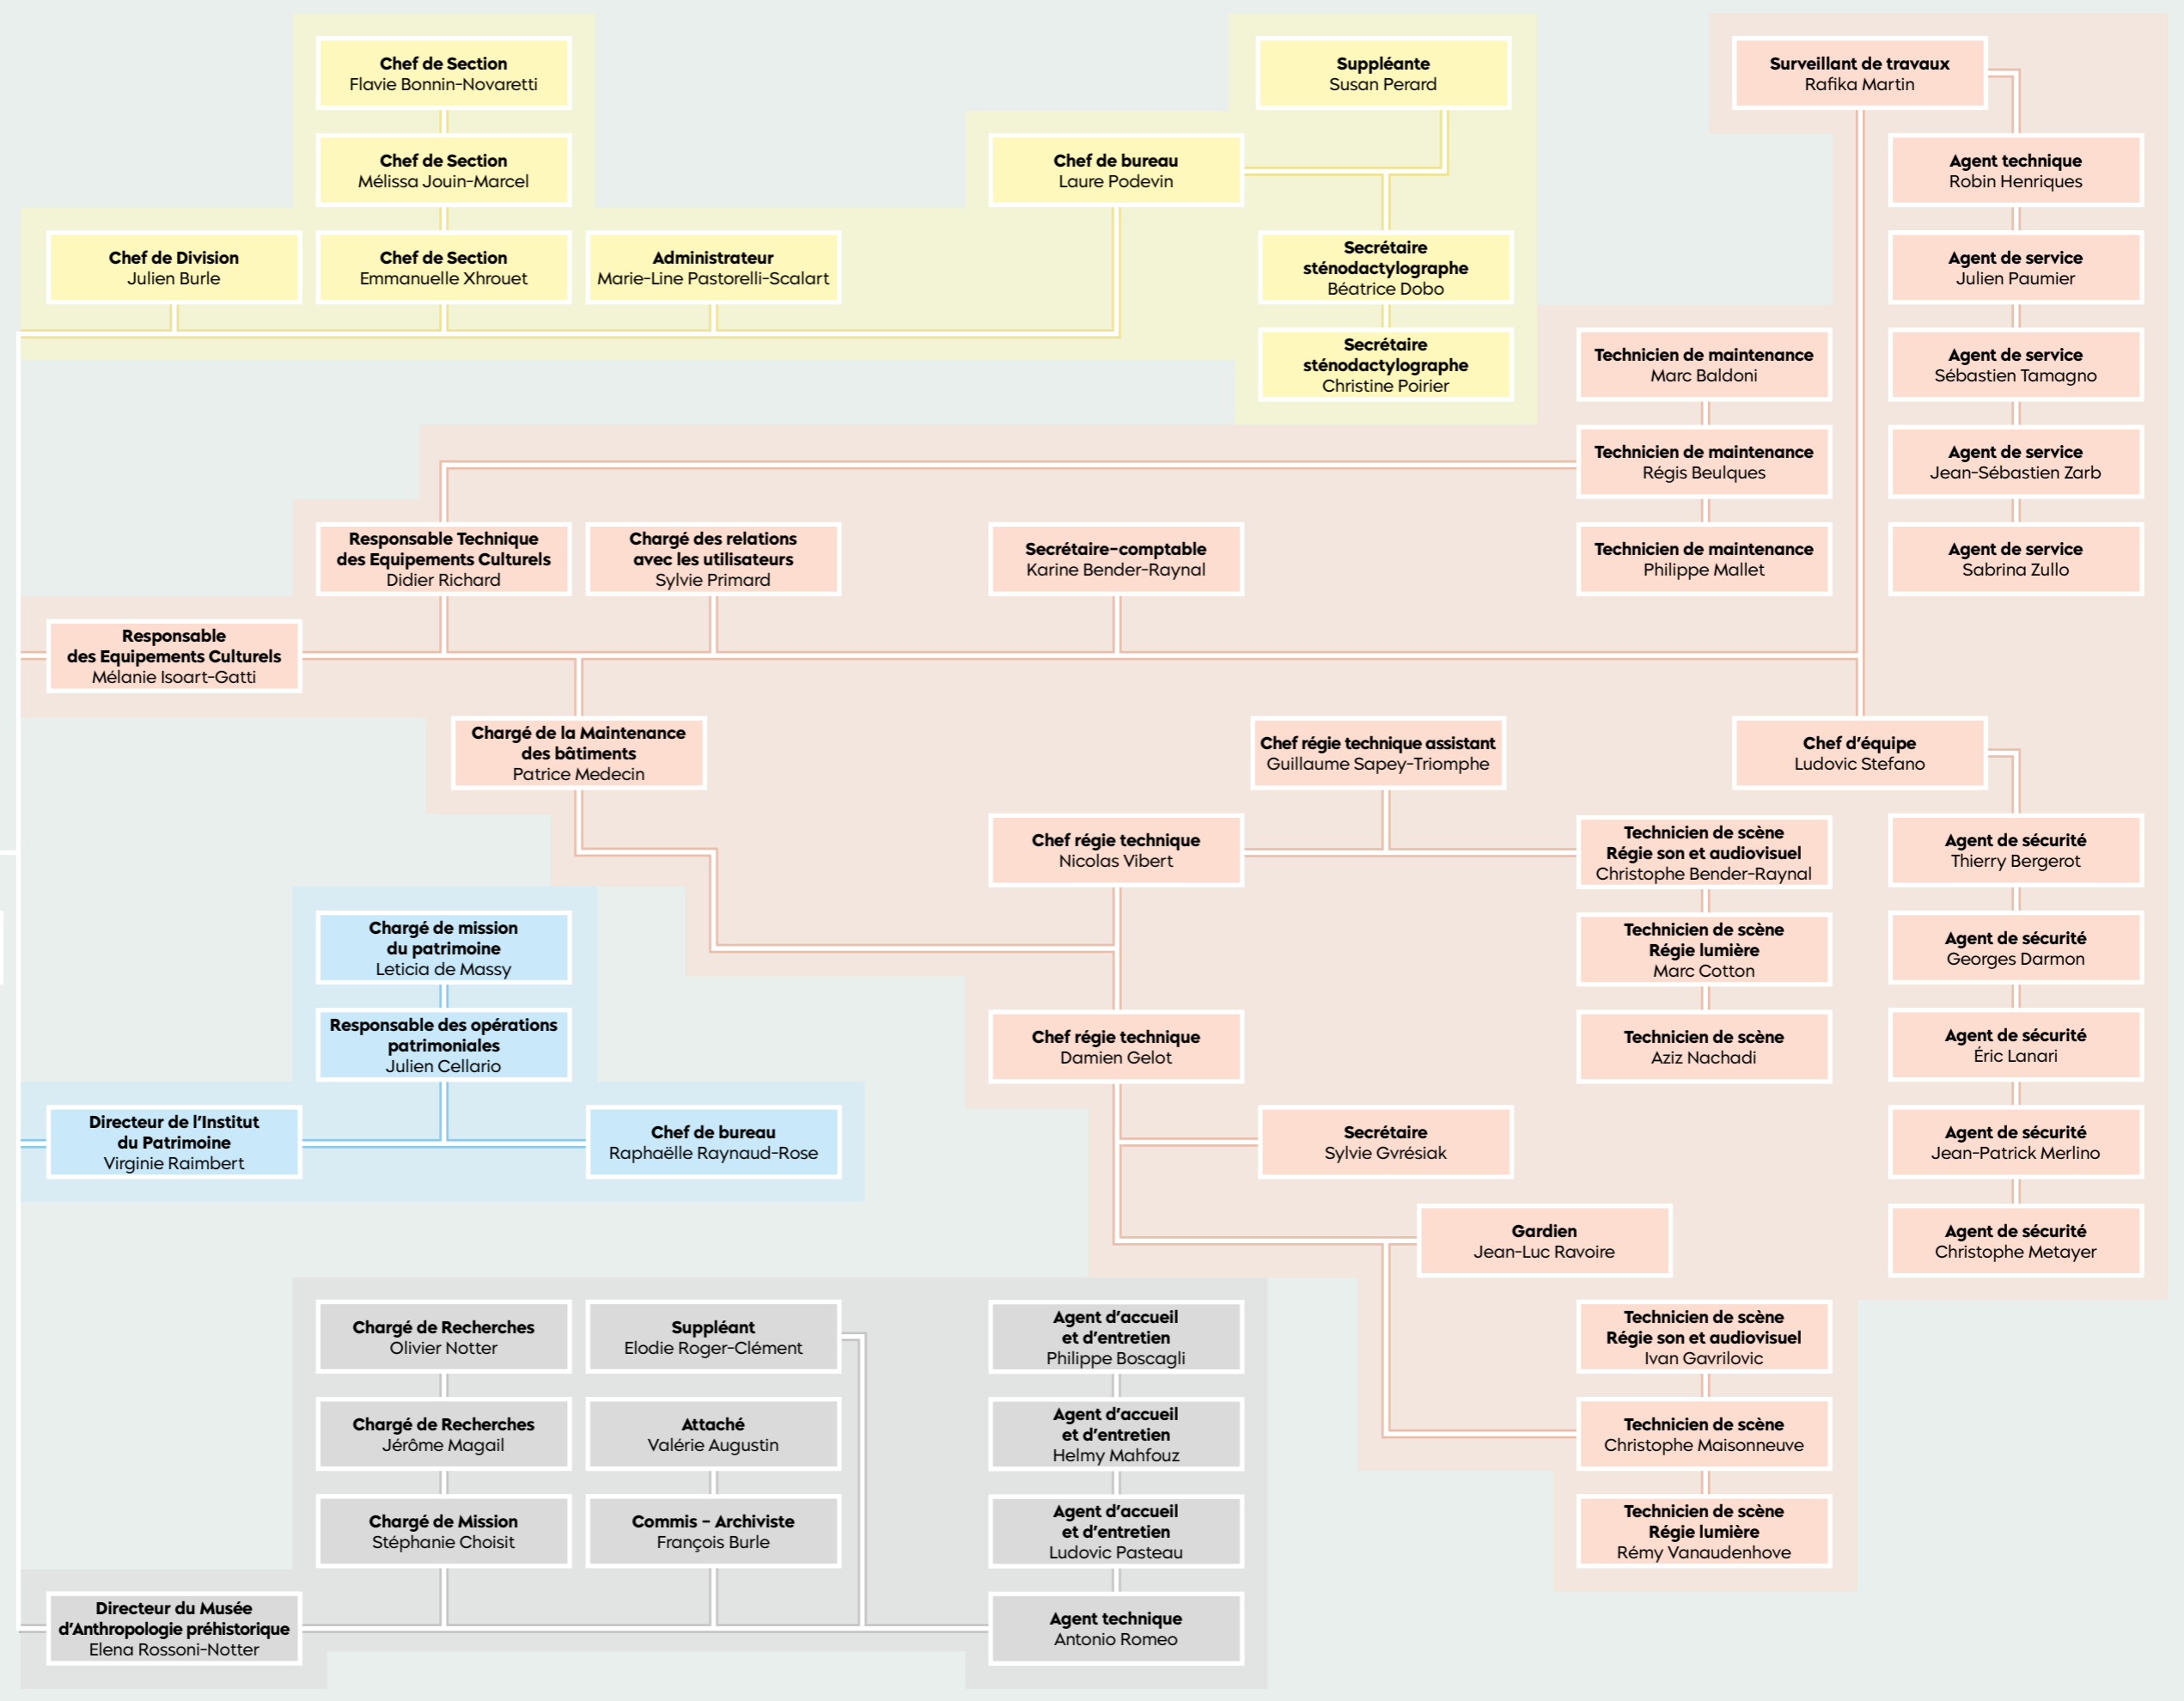 Chef de Section
Flavie Bonnin-Novaretti
Chef de Section
Mélissa Jouin-Marcel
Chef de Division
Julien Burle
Chef de Section
Emmanuelle Xhrouet
Administrateur
Marie-Line Pastorelli-Scalart
Chef de bureau
Laure Podevin
Suppléante
Susan Perard
Secrétaire
sténodactylographe
Béatrice Dobo
Secrétaire
sténodactylographe
Christine Poirier
Surveillant de travaux
Rafika Martin
Agent technique
Robin Henriques
Agent de service
Julien Paumier
Agent de service
Sébastien Tamagno
Agent de service
Jean-Sébastien Zarb
Agent de service
Sabrina Zullo
Technicien de maintenance
Marc Baldoni
Technicien de maintenance
Régis Beulques
Technicien de maintenance
Philippe Mallet
Responsable Technique
des Equipements Culturels
Didier Richard
Chargé des relations
avec les utilisateurs
Sylvie Primard
Secrétaire-comptable
Karine Bender-Raynal
Responsable
des Equipements Culturels
Mélanie Isoart-Gatti
Chargé de la Maintenance
des bâtiments
Patrice Medecin
Chef régie technique assistant
Guillaume Sapey-Triomphe
Chef d'équipe
Ludovic Stefano
Chef régie technique
Nicolas Vibert
Technicien de scène
Régie son et audiovisuel
Christophe Bender-Raynal
Technicien de scène
Régie lumière
Marc Cotton
Technicien de scène
Aziz Nachadi
Agent de sécurité
Thierry Bergerot
Agent de sécurité
Georges Darmon
Agent de sécurité
Éric Lanari
Agent de sécurité
Jean-Patrick Merlino
Agent de sécurité
Christophe Metayer
Chef régie technique
Damien Gelot
Secrétaire
Sylvie Gvrésiak
Gardien
Jean-Luc Ravoire
Technicien de scène
Régie son et audiovisuel
Ivan Gavrilovic
Technicien de scène
Christophe Maisonneuve
Technicien de scène
Régie lumière
Rémy Vanaudenhove
Chargé de mission
du patrimoine
Leticia de Massy
Responsable des opérations
patrimoniales
Julien Cellario
Directeur de l'Institut
du Patrimoine
Virginie Raimbert
Chef de bureau
Raphaëlle Raynaud-Rose
Chargé de Recherches
Olivier Notter
Chargé de Recherches
Jérôme Magail
Chargé de Mission
Stéphanie Choisit
Suppléant
Elodie Roger-Clément
Attaché
Valérie Augustin
Commis - Archiviste
François Burle
Agent d'accueil
et d'entretien
Philippe Boscagli
Agent d'accueil
et d'entretien
Helmy Mahfouz
Agent d'accueil
et d'entretien
Ludovic Pasteau
Directeur du Musée
d'Anthropologie préhistorique
Elena Rossoni-Notter
Agent technique
Antonio Romeo